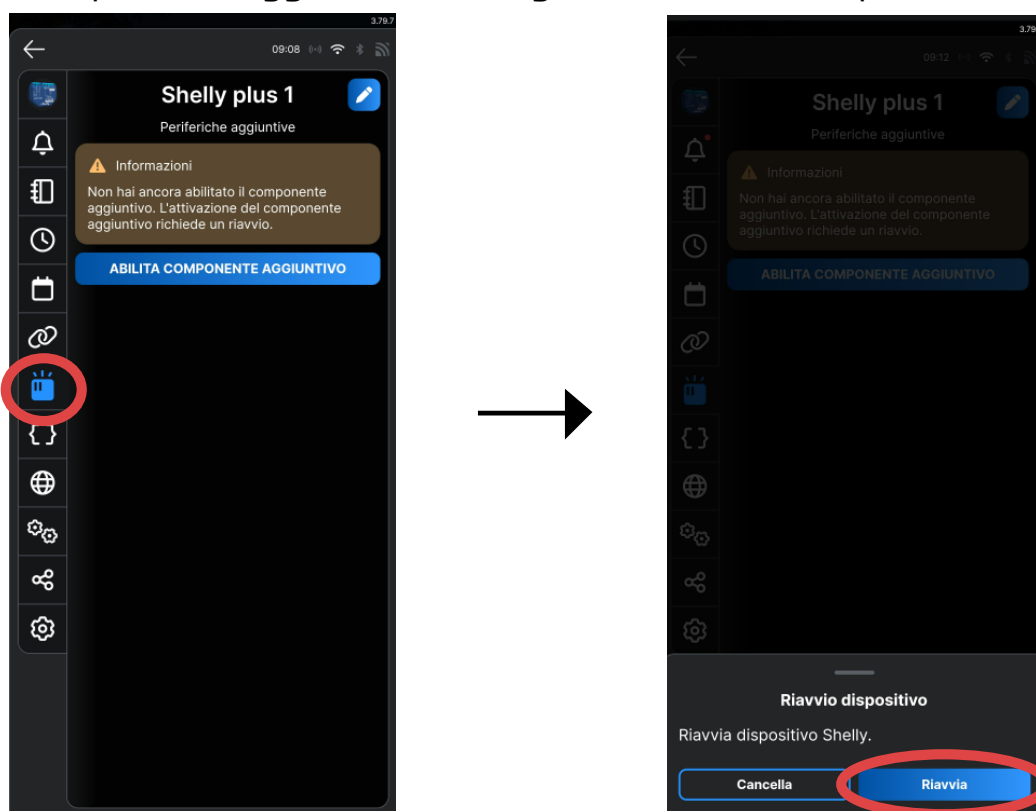 3.79.7
09:08
Shelly plus 1
Periferiche aggiuntive
Informazioni
Non hai ancora abilitato il componente
aggiuntivo. L'attivazione del componente
aggiuntivo richiede un riavvio.
ABILITA COMPONENTE AGGIUNTIVO
3.79
09:12
Shelly plus 1
Periferiche aggiuntive
Informazioni
Non hai ancora abilitato il componente
aggiuntivo. L'attivazione del componente
aggiuntivo richiede un riavvio.
ABILITA COMPONENTE AGGIUNTIVO
Riavvio dispositivo
Riavvia dispositivo Shelly.
Cancella
Riavvia